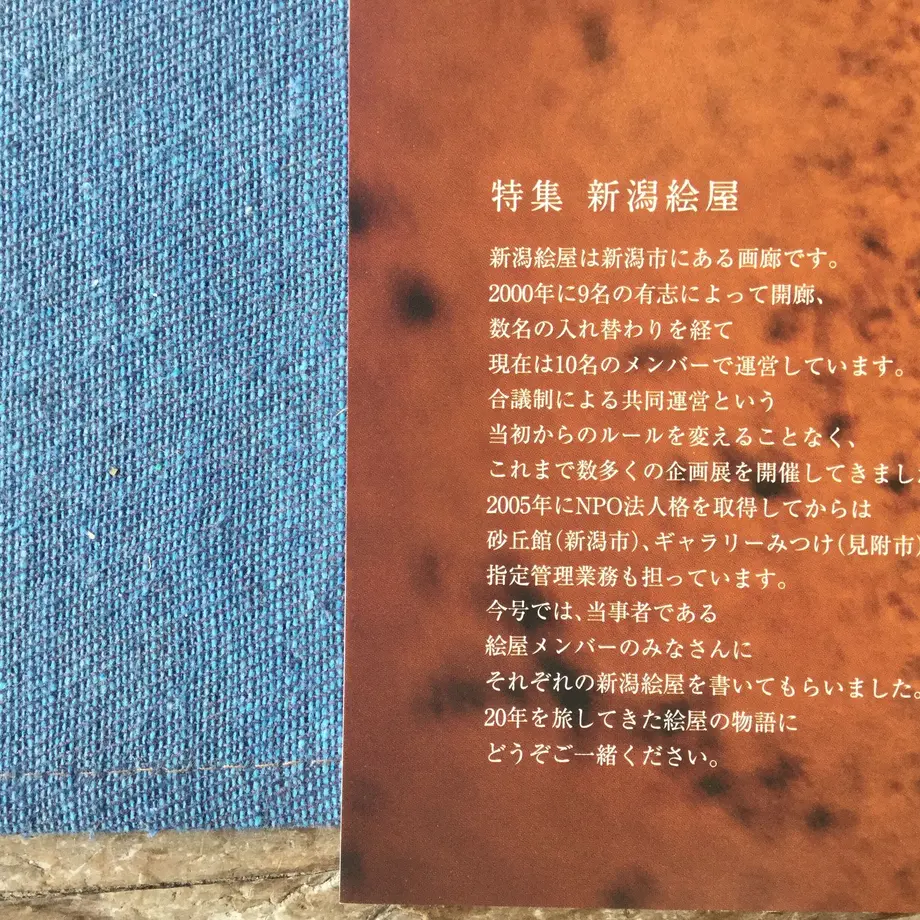 特集 新潟絵屋
新潟絵屋は新潟市にある画廊です。
2000年に9名の有志によって開廊、
数名の入れ替わりを経て
現在は10名のメンバーで運営しています。
合議制による共同運営という
当初からのルールを変えることなく、
これまで数多くの企画展を開催してきまし
2005年にNPO法人格を取得してからは
砂丘館（新潟市）、ギャラリーみつけ（見附市）
指定管理業務も担っています。
今号では、当事者である
絵屋メンバーのみなさんに
それぞれの新潟絵屋を書いてもらいました。
20年を旅してきた絵屋の物語に
どうぞご一緒ください。